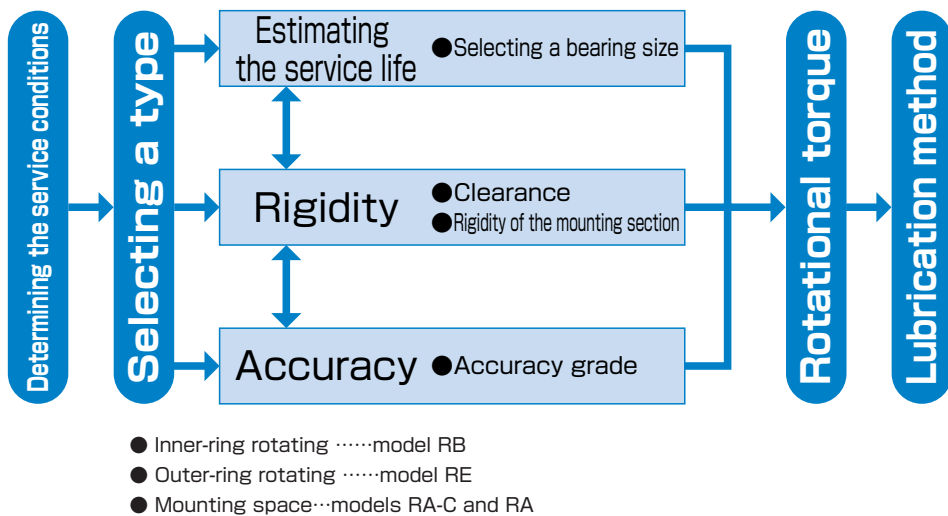 Determining the service conditions
Selecting a type
Estimating
the service life
●Selecting a bearing size
Rigidity
●Clearance
●Rigidity of the mounting section
Accuracy
●Accuracy grade
Rotational torque
Lubrication method
● Inner-ring rotating ……model RB
● Outer-ring rotating ……model RE
● Mounting space…models RA-C and RA